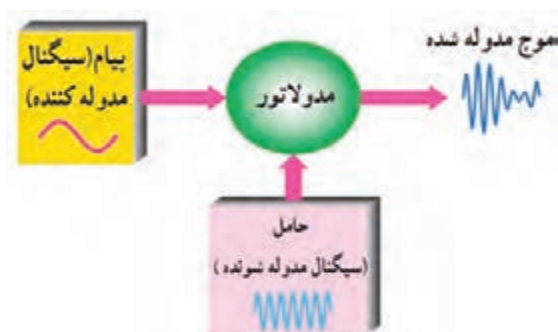 پیام(سیگنال
مدوله کننده)
مدولاتور
موج مدوله شده
حامل
(سیگنال مدوله شونده)